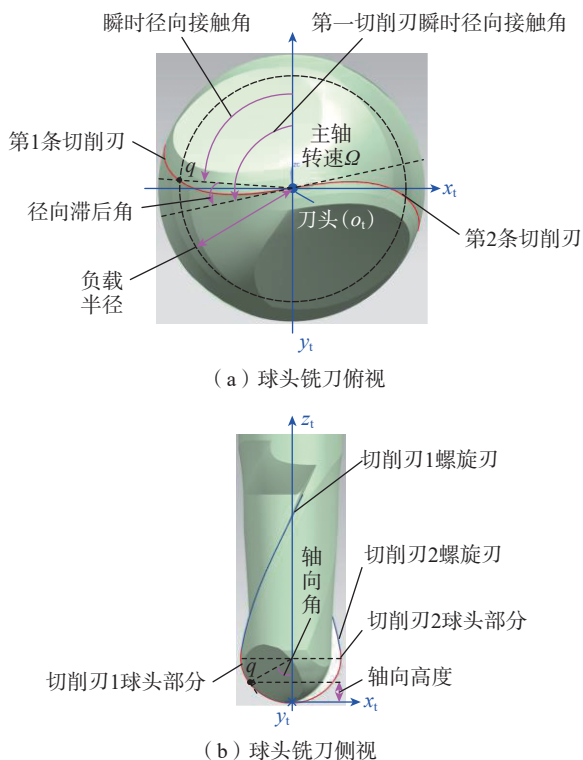 瞬时径向接触角
第一切削刃瞬时径向接触角
第1条切削刃
q
主轴
转速Ω
x_t
径向滞后角
刀头(o_t)
第2条切削刃
负载
半径
y_t
(a)球头铣刀俯视
z_t
切削刃1螺旋刃
轴
向
角
切削刃2螺旋刃
切削刃2球头部分
q
切削刃1球头部分
轴向高度
y_t
x_t
(b)球头铣刀侧视